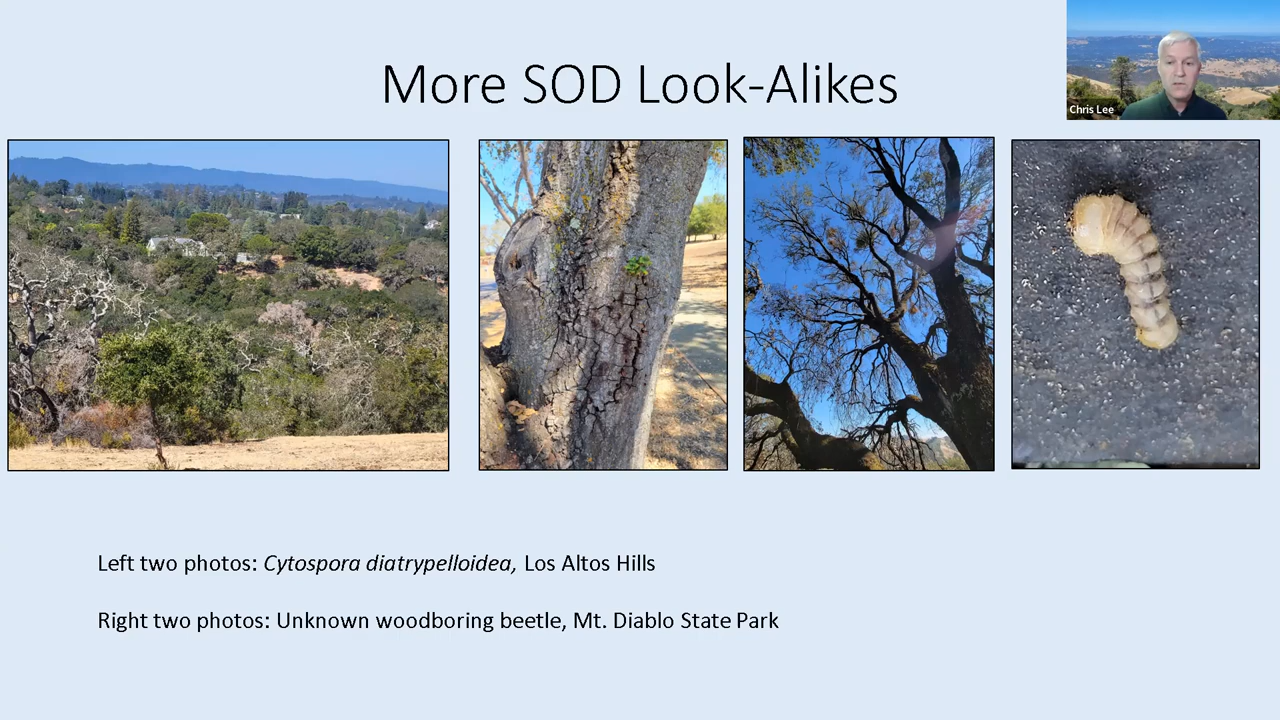 More SOD Look-Alikes
Chris Lee
Left two photos: Cytospora diatrypelloidea, Los Altos Hills
Right two photos: Unknown woodboring beetle, Mt. Diablo State Park